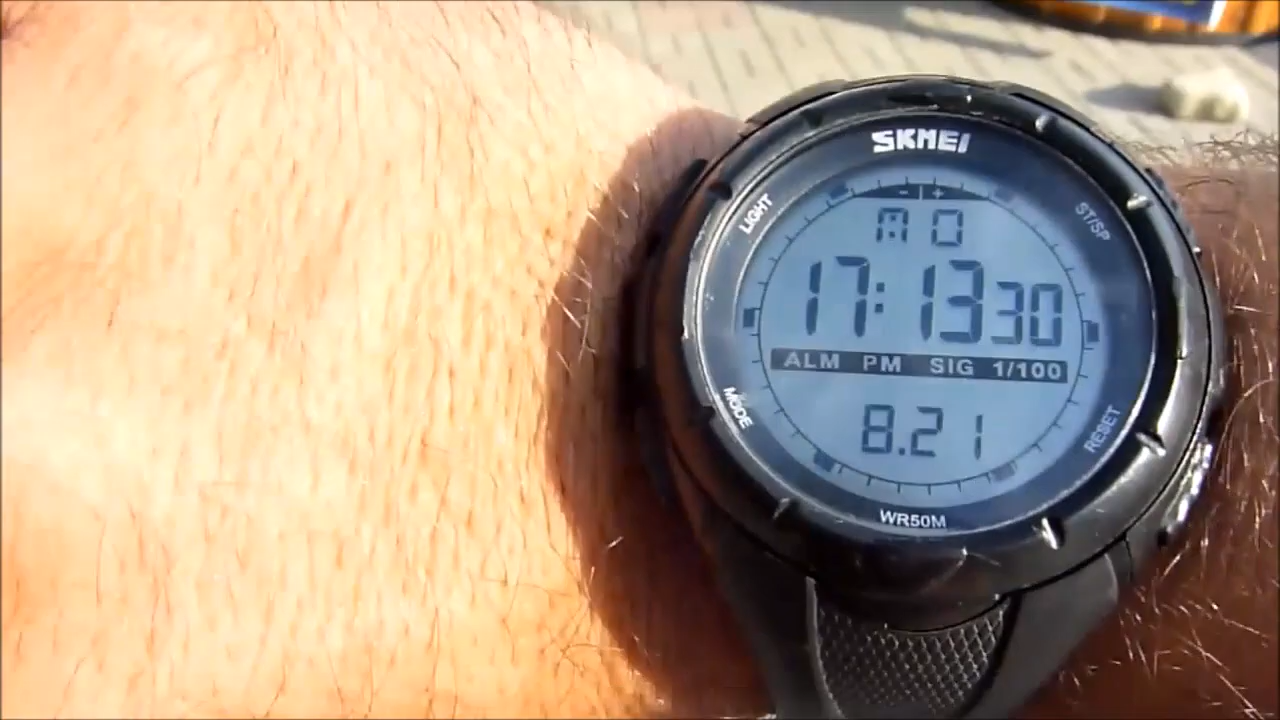 SKMEI
LIGHT
ST/SP
- +
MO
17:13 30
ALM PM SIG 1/100
MODE
8.21
RESET
WR50M